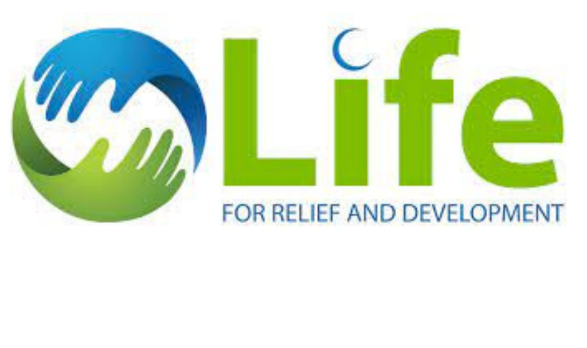 Life
FOR RELIEF AND DEVELOPMENT